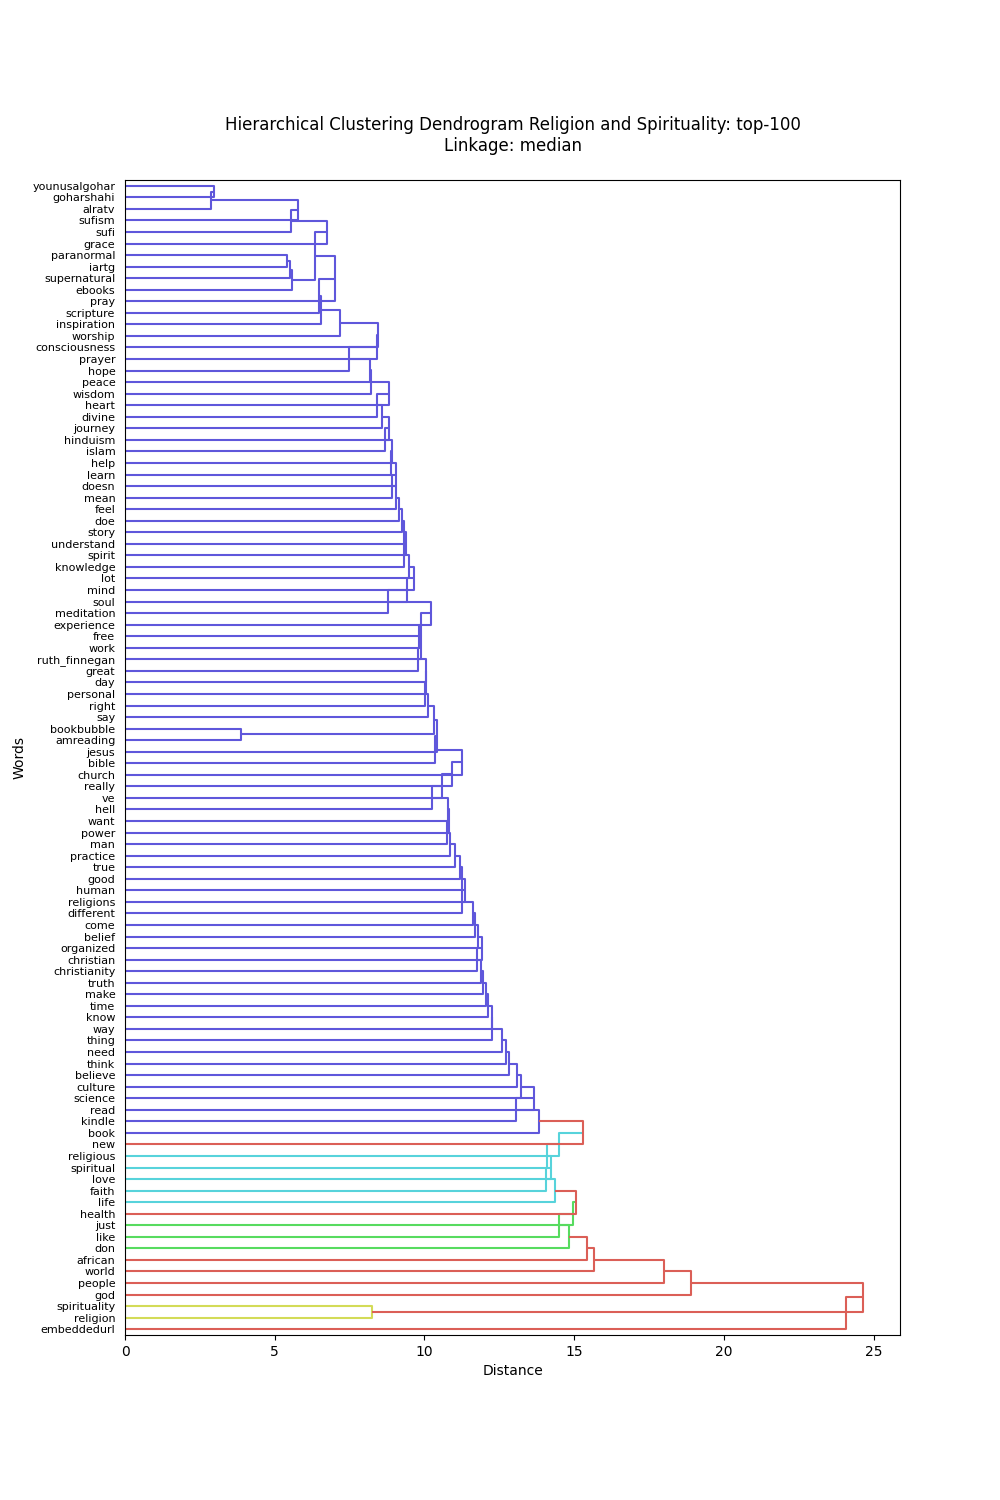 Hierarchical Clustering Dendrogram Religion and Spirituality: top-100
Linkage: median
younusalgohar
goharshahi
alratv
sufism
sufi
grace
paranormal
iartg
supernatural
ebooks
pray
scripture
inspiration
worship
consciousness
prayer
hope
peace
wisdom
heart
divine
journey
hinduism
islam
help
learn
doesn
mean
feel
doe
story
understand
spirit
knowledge
lot
mind
soul
meditation
experience
free
work
ruth_finnegan
great
day
personal
right
say
bookbubble
amreading
jesus
bible
church
really
ve
hell
want
power
man
practice
true
good
human
religions
different
come
belief
organized
christian
christianity
truth
make
time
know
way
thing
need
think
believe
culture
science
read
kindle
book
new
religious
spiritual
love
faith
life
health
just
like
don
african
world
people
god
spirituality
religion
embeddedurl
Words
0 5 10 15 20 25
Distance